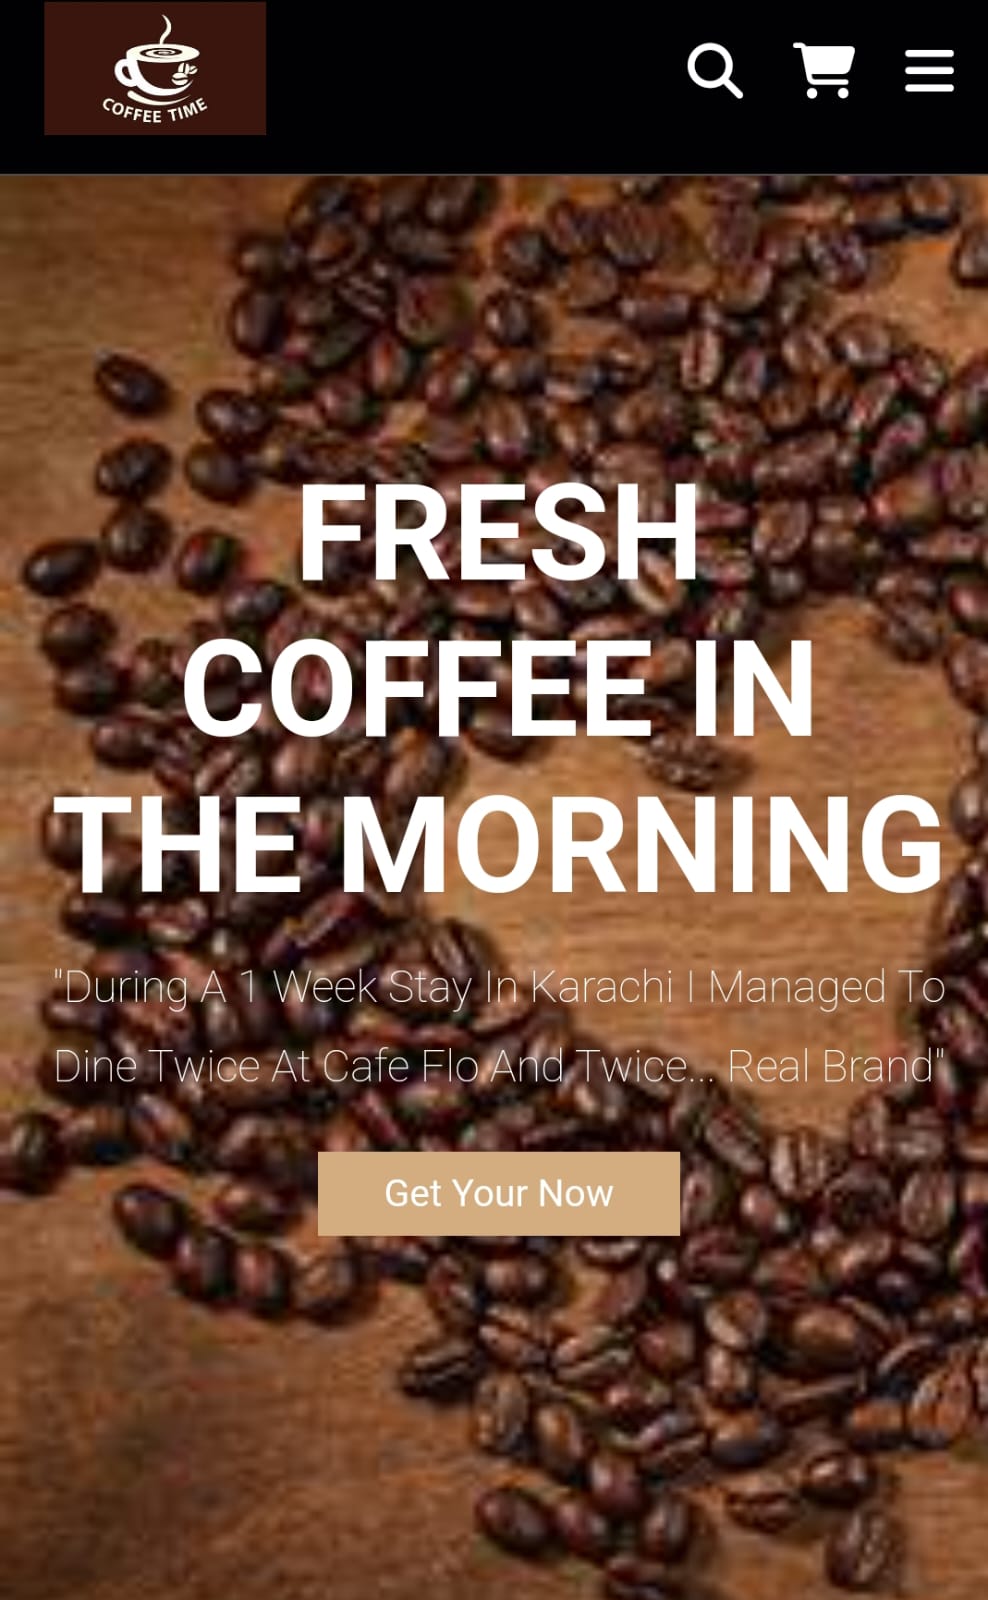 COFFEE TIME
FRESH
COFFEE IN
THE MORNING
"During A 1 Week Stay In Karachi I Managed To
Dine Twice At Cafe Flo And Twice... Real Brand"
Get Your Now